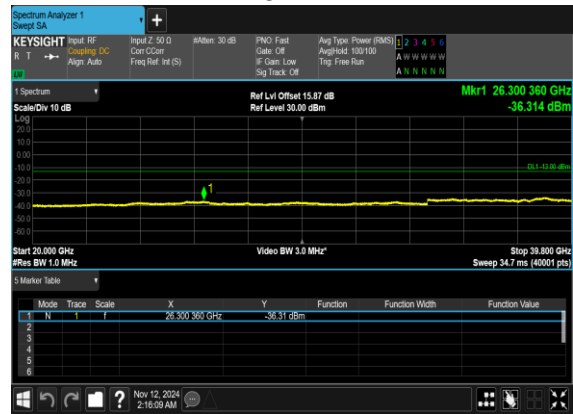 Spectrum Analyzer 1
Swept SA
+
KEYSIGHT Input: RF Input Z: 50 Ω #Atten: 30 dB PNO: Fast Avg Type: Power (RMS) 1 2 3 4 5 6
R T Coupling: DC Corr CCorr Gate: Off Avg|Hold: 100/100 A W W W W W
Align: Auto Freq Ref: Int (S) IF Gain: Low Trig: Free Run
LXI Sig Track: Off A N N N N N
1 Spectrum Ref Lvl Offset 15.87 dB Mkr1 26.300 360 GHz
Scale/Div 10 dB Ref Level 30.00 dBm -36.314 dBm
Log
20.0
10.0
0.00
-10.0 DL1 -13.00 dBm
-20.0
-30.0 1
-40.0
-50.0
-60.0
Start 20.000 GHz Video BW 3.0 MHz* Stop 39.800 GHz
#Res BW 1.0 MHz Sweep 34.7 ms (40001 pts)
5 Marker Table
Mode Trace Scale X Y Function Function Width Function Value
1 N 1 f 26.300 360 GHz -36.31 dBm
2
3
4
5
6
? Nov 12, 2024
2:16:09 AM